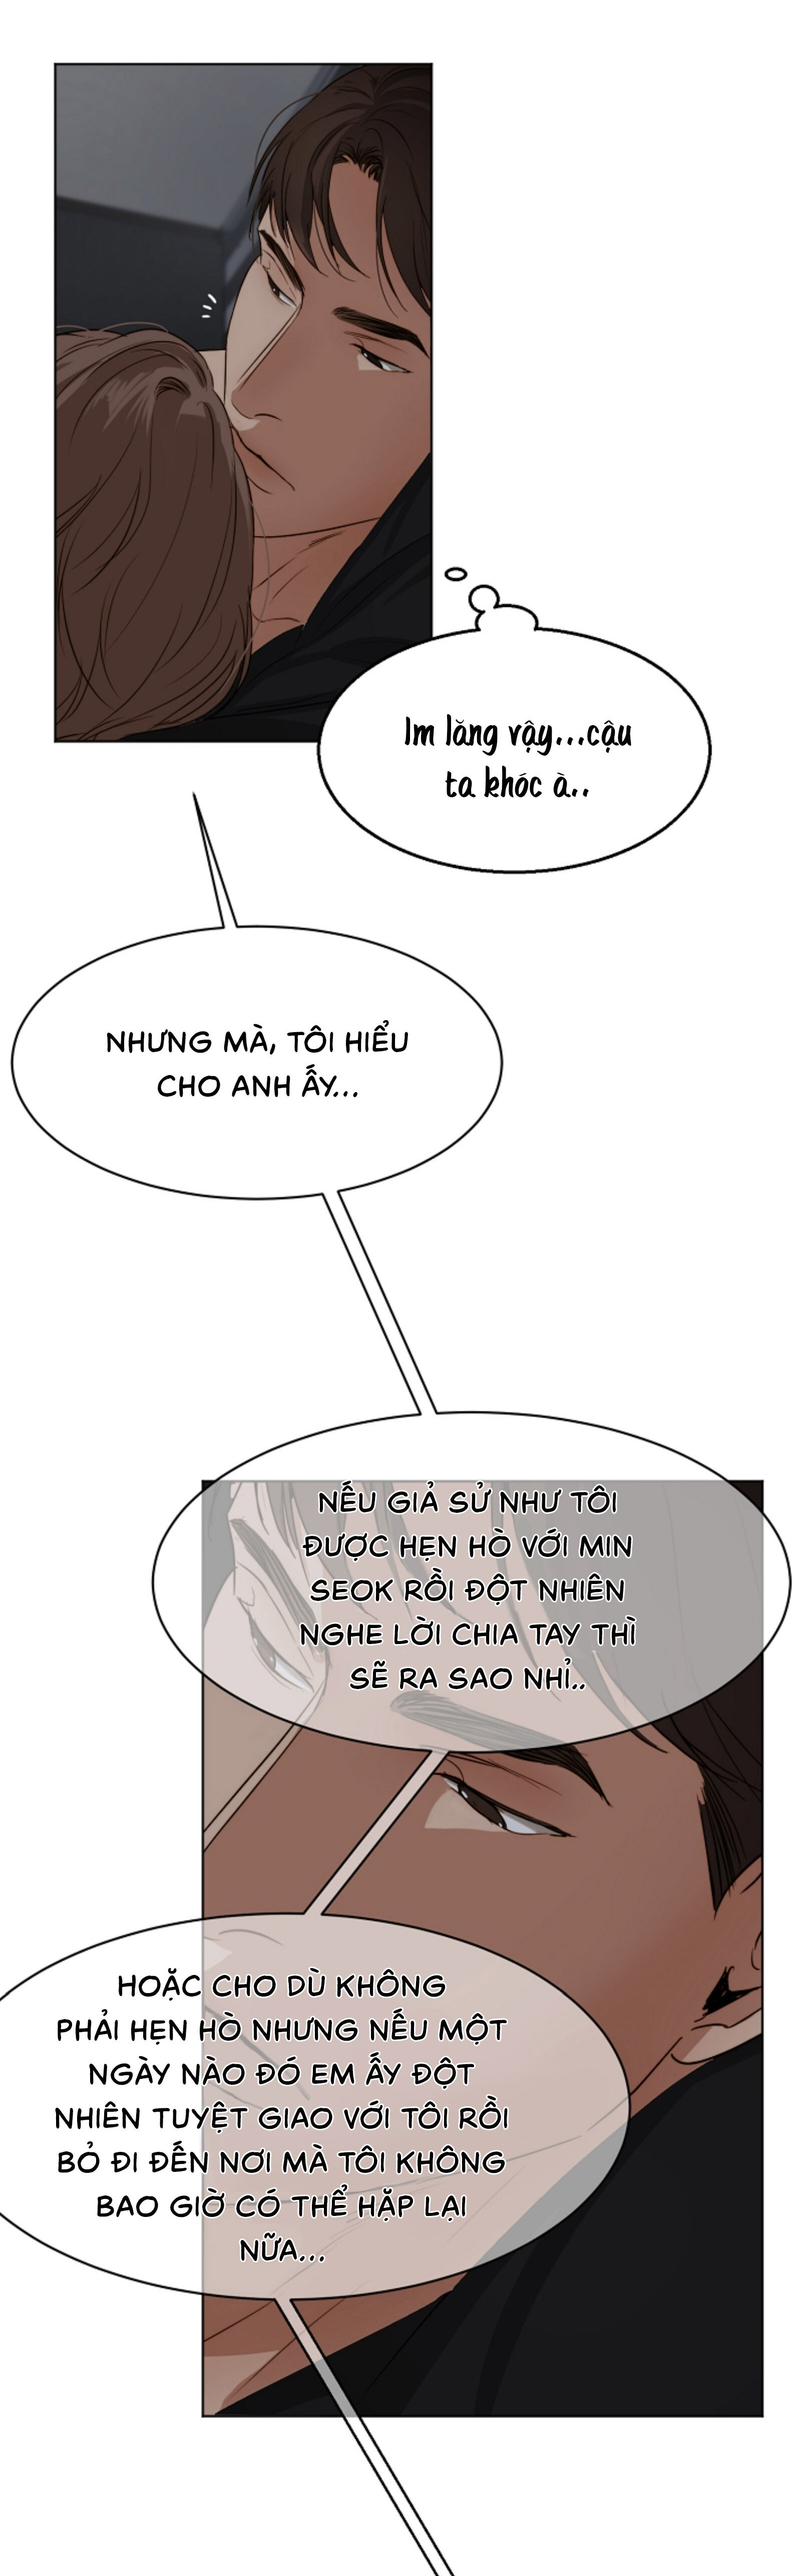 Im lăng vậy...cậu
ta khóc à..
NHƯNG MÀ, TÔI HIỂU
CHO ANH ẤY...
NẾU GIẢ SỬ NHƯ TÔI
ĐƯỢC HẸN HÒ VỚI MIN
SEOK RỒI ĐỘT NHIÊN
NGHE LỜI CHIA TAY THÌ
SẼ RA SAO NHỈ..
HOẶC CHO DÙ KHÔNG
PHẢI HẸN HÒ NHƯNG NẾU MỘT
NGÀY NÀO ĐÓ EM ẤY ĐỘT
NHIÊN TUYỆT GIAO VỚI TÔI RỒI
BỎ ĐI ĐẾN NƠI MÀ TÔI KHÔNG
BAO GIỜ CÓ THỂ HẶP LẠI
NỮA...